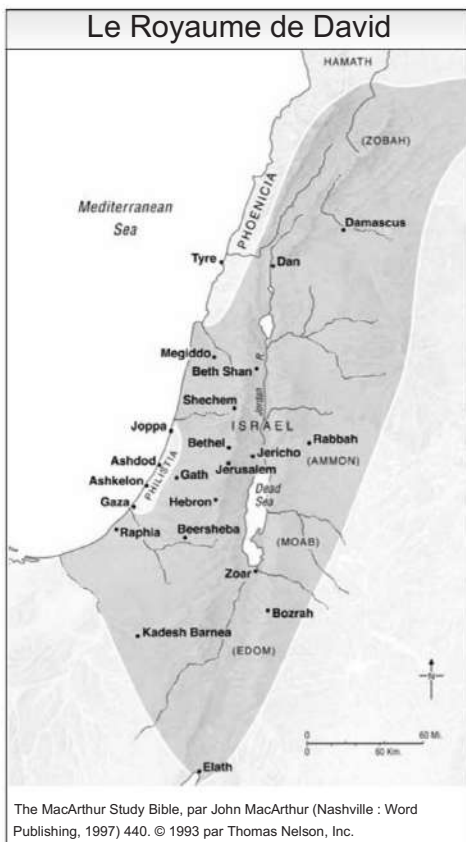 Le Royaume de David
HAMATH
(ZOBAH)
PHOENICIA
Mediterranean
Sea
Damascus
Tyre
Dan
Megiddo
Beth Shan
Jordan R.
Shechem
ISRAEL
Joppa
Bethel
Rabbah
Jericho
Ashdod
PHILISTIA
Gath
Jerusalem
(AMMON)
Ashkelon
Dead
Sea
Gaza
Hebron
Raphia
Beersheba
(MOAB)
Zoar
Bozrah
Kadesh Barnea
(EDOM)
N
0 60 Mi.
0 60 Km.
Elath
The MacArthur Study Bible, par John MacArthur (Nashville : Word
Publishing, 1997) 440. © 1993 par Thomas Nelson, Inc.